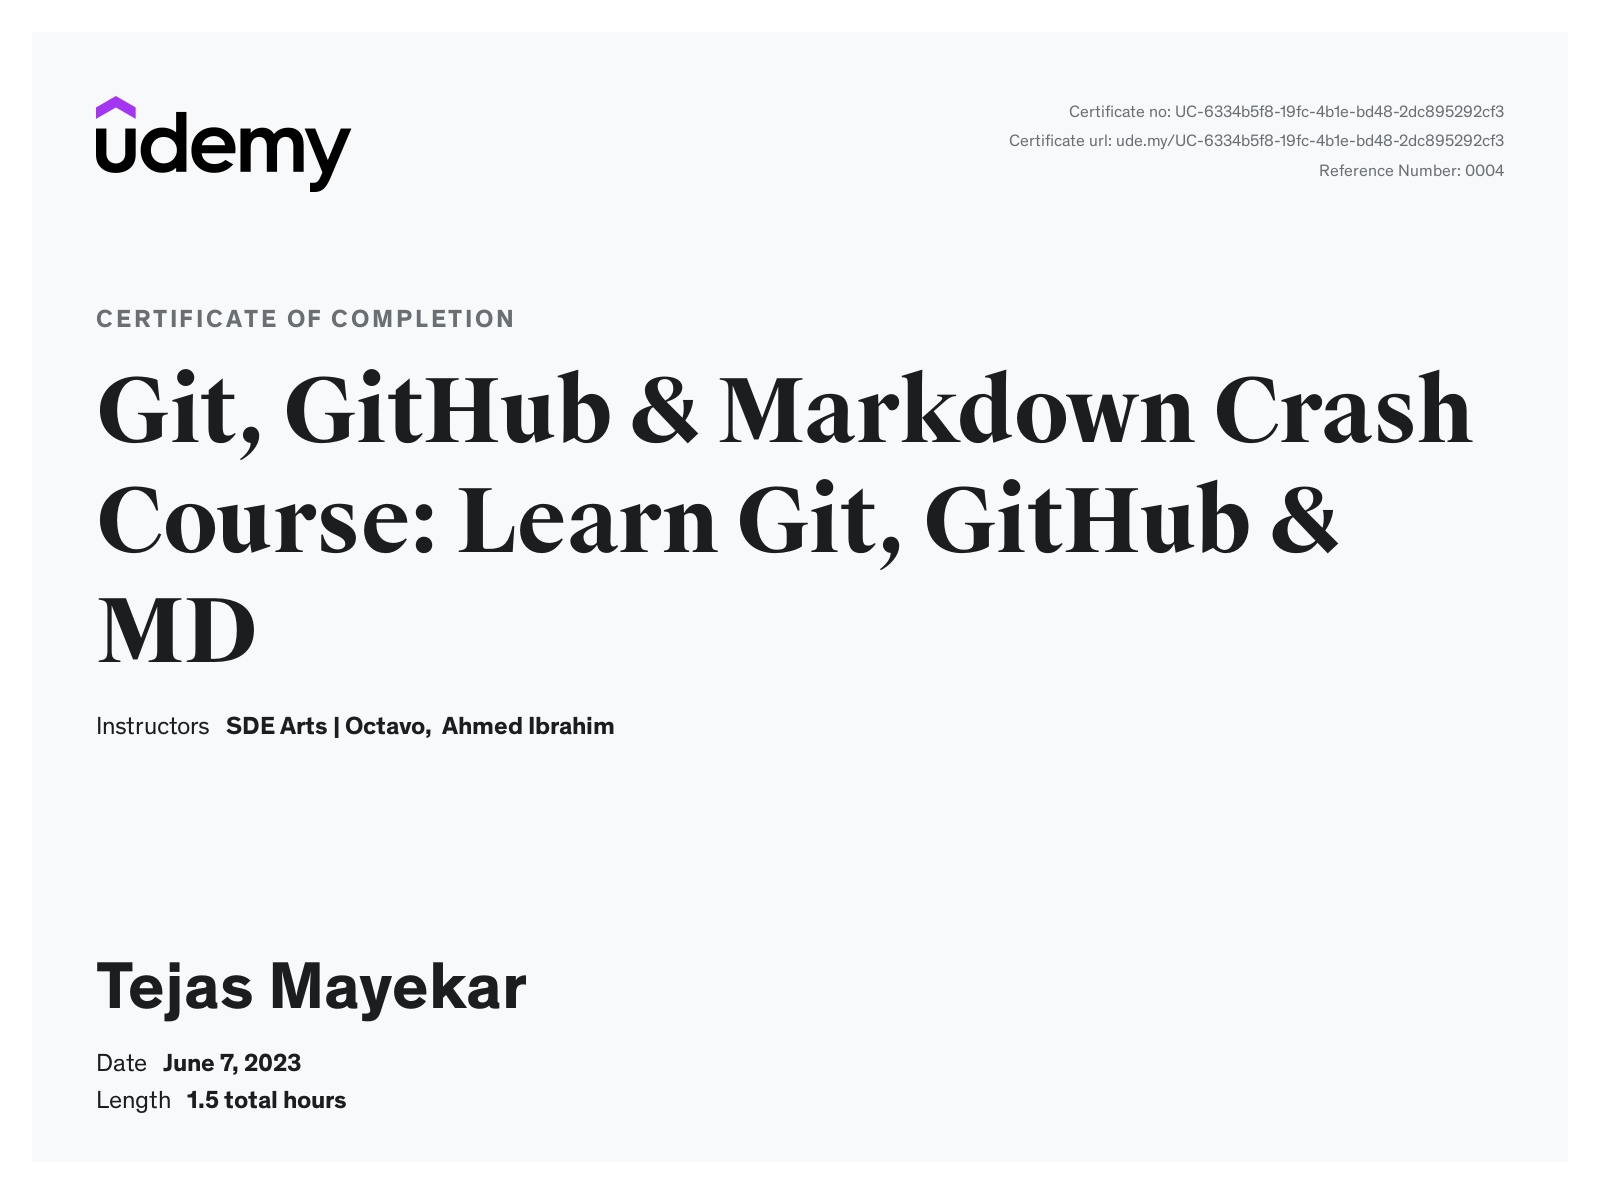 udemy
Certificate no: UC-6334b5f8-19fc-4b1e-bd48-2dc895292cf3
Certificate url: ude.my/UC-6334b5f8-19fc-4b1e-bd48-2dc895292cf3
Reference Number: 0004
CERTIFICATE OF COMPLETION
Git, GitHub & Markdown Crash
Course: Learn Git, GitHub &
MD
Instructors SDE Arts | Octavo, Ahmed Ibrahim
Tejas Mayekar
Date June 7, 2023
Length 1.5 total hours